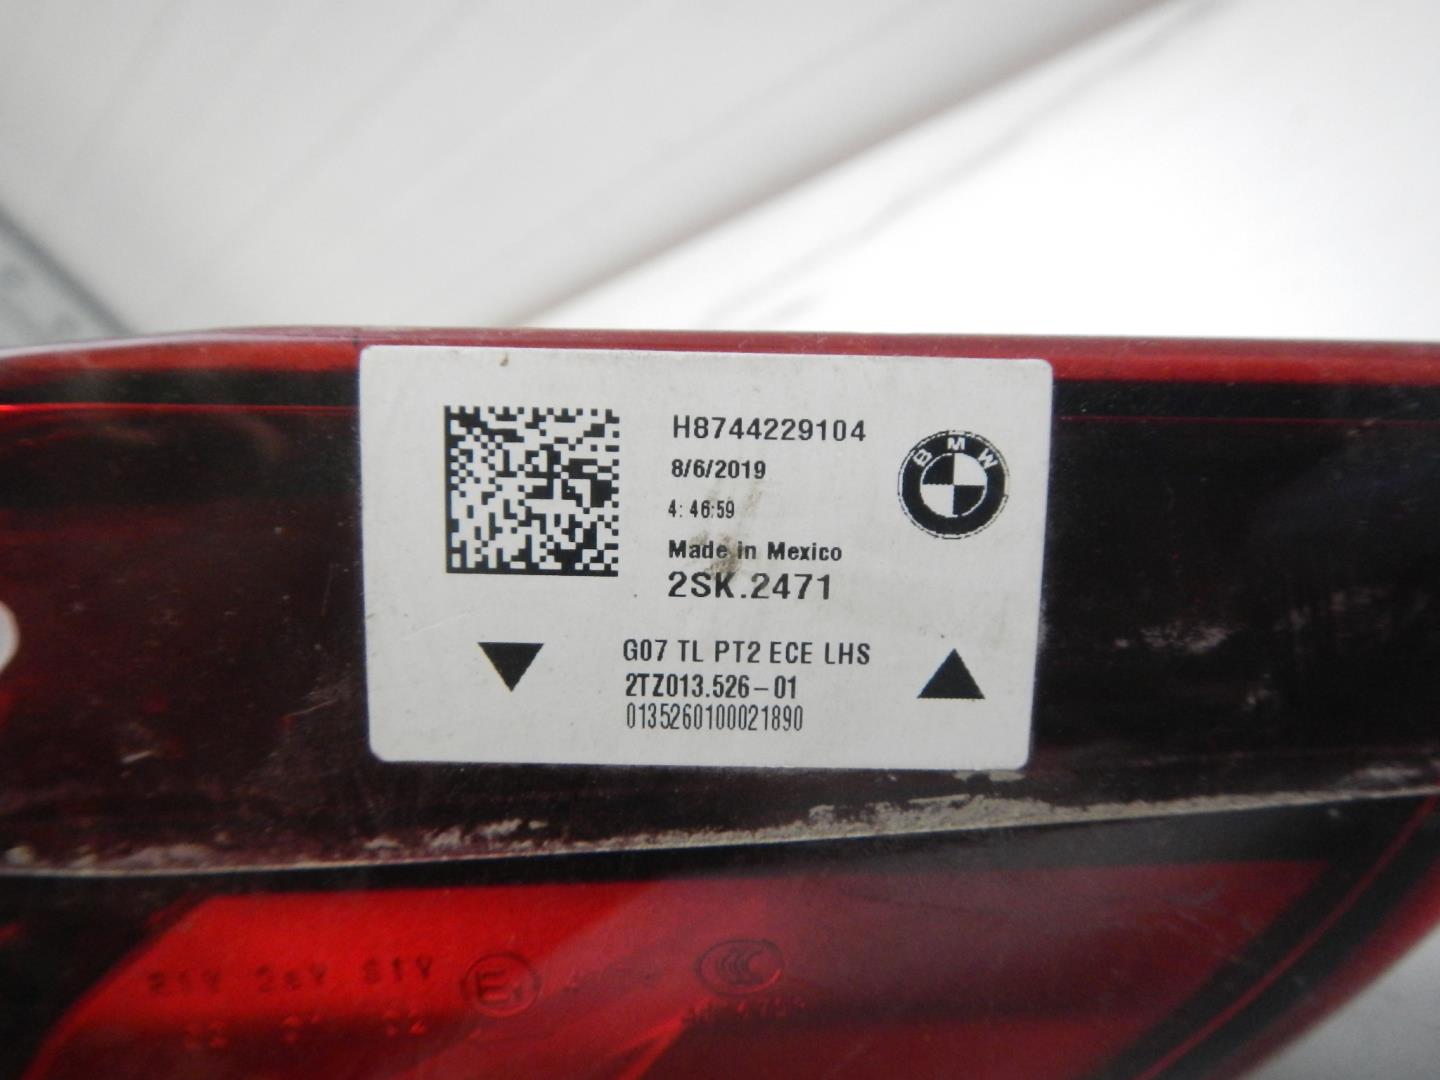 H8744229104
8/6/2019
4: 46:59
Made in Mexico
2SK.2471
BMW
G07 TL PT2 ECE LHS
2TZ013.526-01
0135260100021890
E